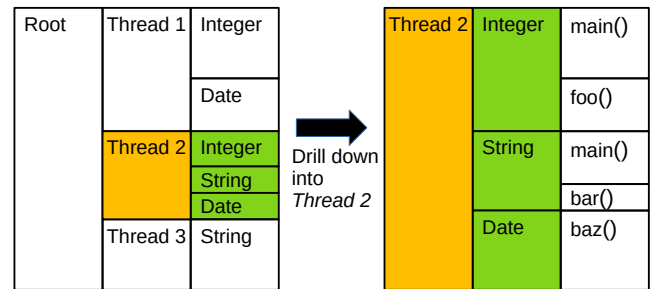 Root Thread 1 Integer
Date
Thread 2 Integer
String
Date
Thread 3 String
Drill down
into
Thread 2
Thread 2 Integer main()
foo()
String main()
bar()
Date baz()